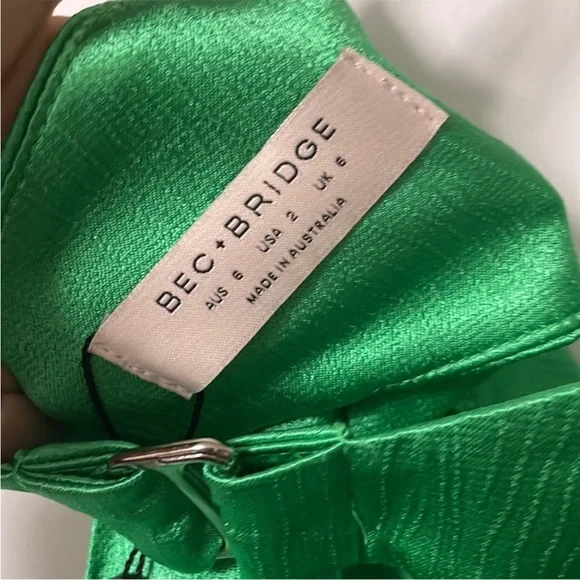 BEC+BRIDGE
AUS 6 USA 2 UK 6
MADE IN AUSTRALIA